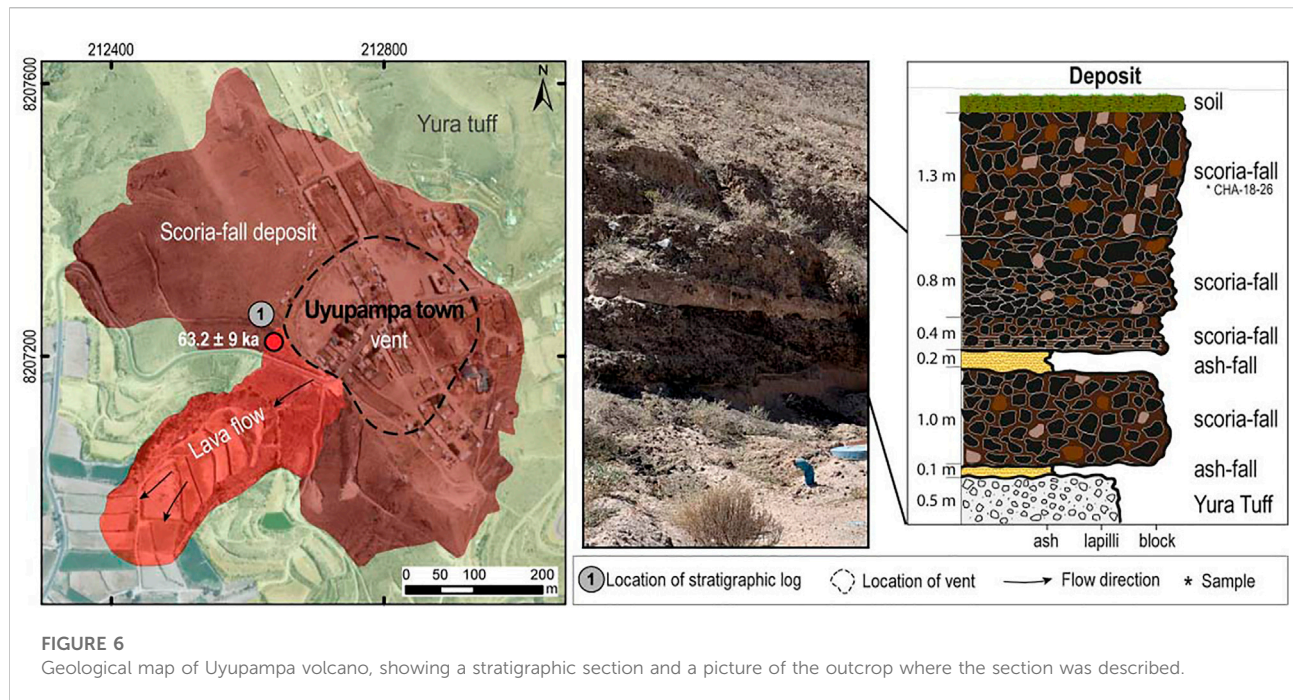 212400
212800
N
8207600
Yura tuff
Scoria-fall deposit
1
Uyupampa town
vent
63.2 ± 9 ka
8207200
Lava flow
0 50 100 200
m
Deposit
soil
1.3 m
scoria-fall
* CHA-18-26
0.8 m
scoria-fall
0.4 m
scoria-fall
0.2 m
ash-fall
1.0 m
scoria-fall
0.1 m
ash-fall
0.5 m
Yura Tuff
ash lapilli block
1 Location of stratigraphic log Location of vent Flow direction * Sample
FIGURE 6
Geological map of Uyupampa volcano, showing a stratigraphic section and a picture of the outcrop where the section was described.